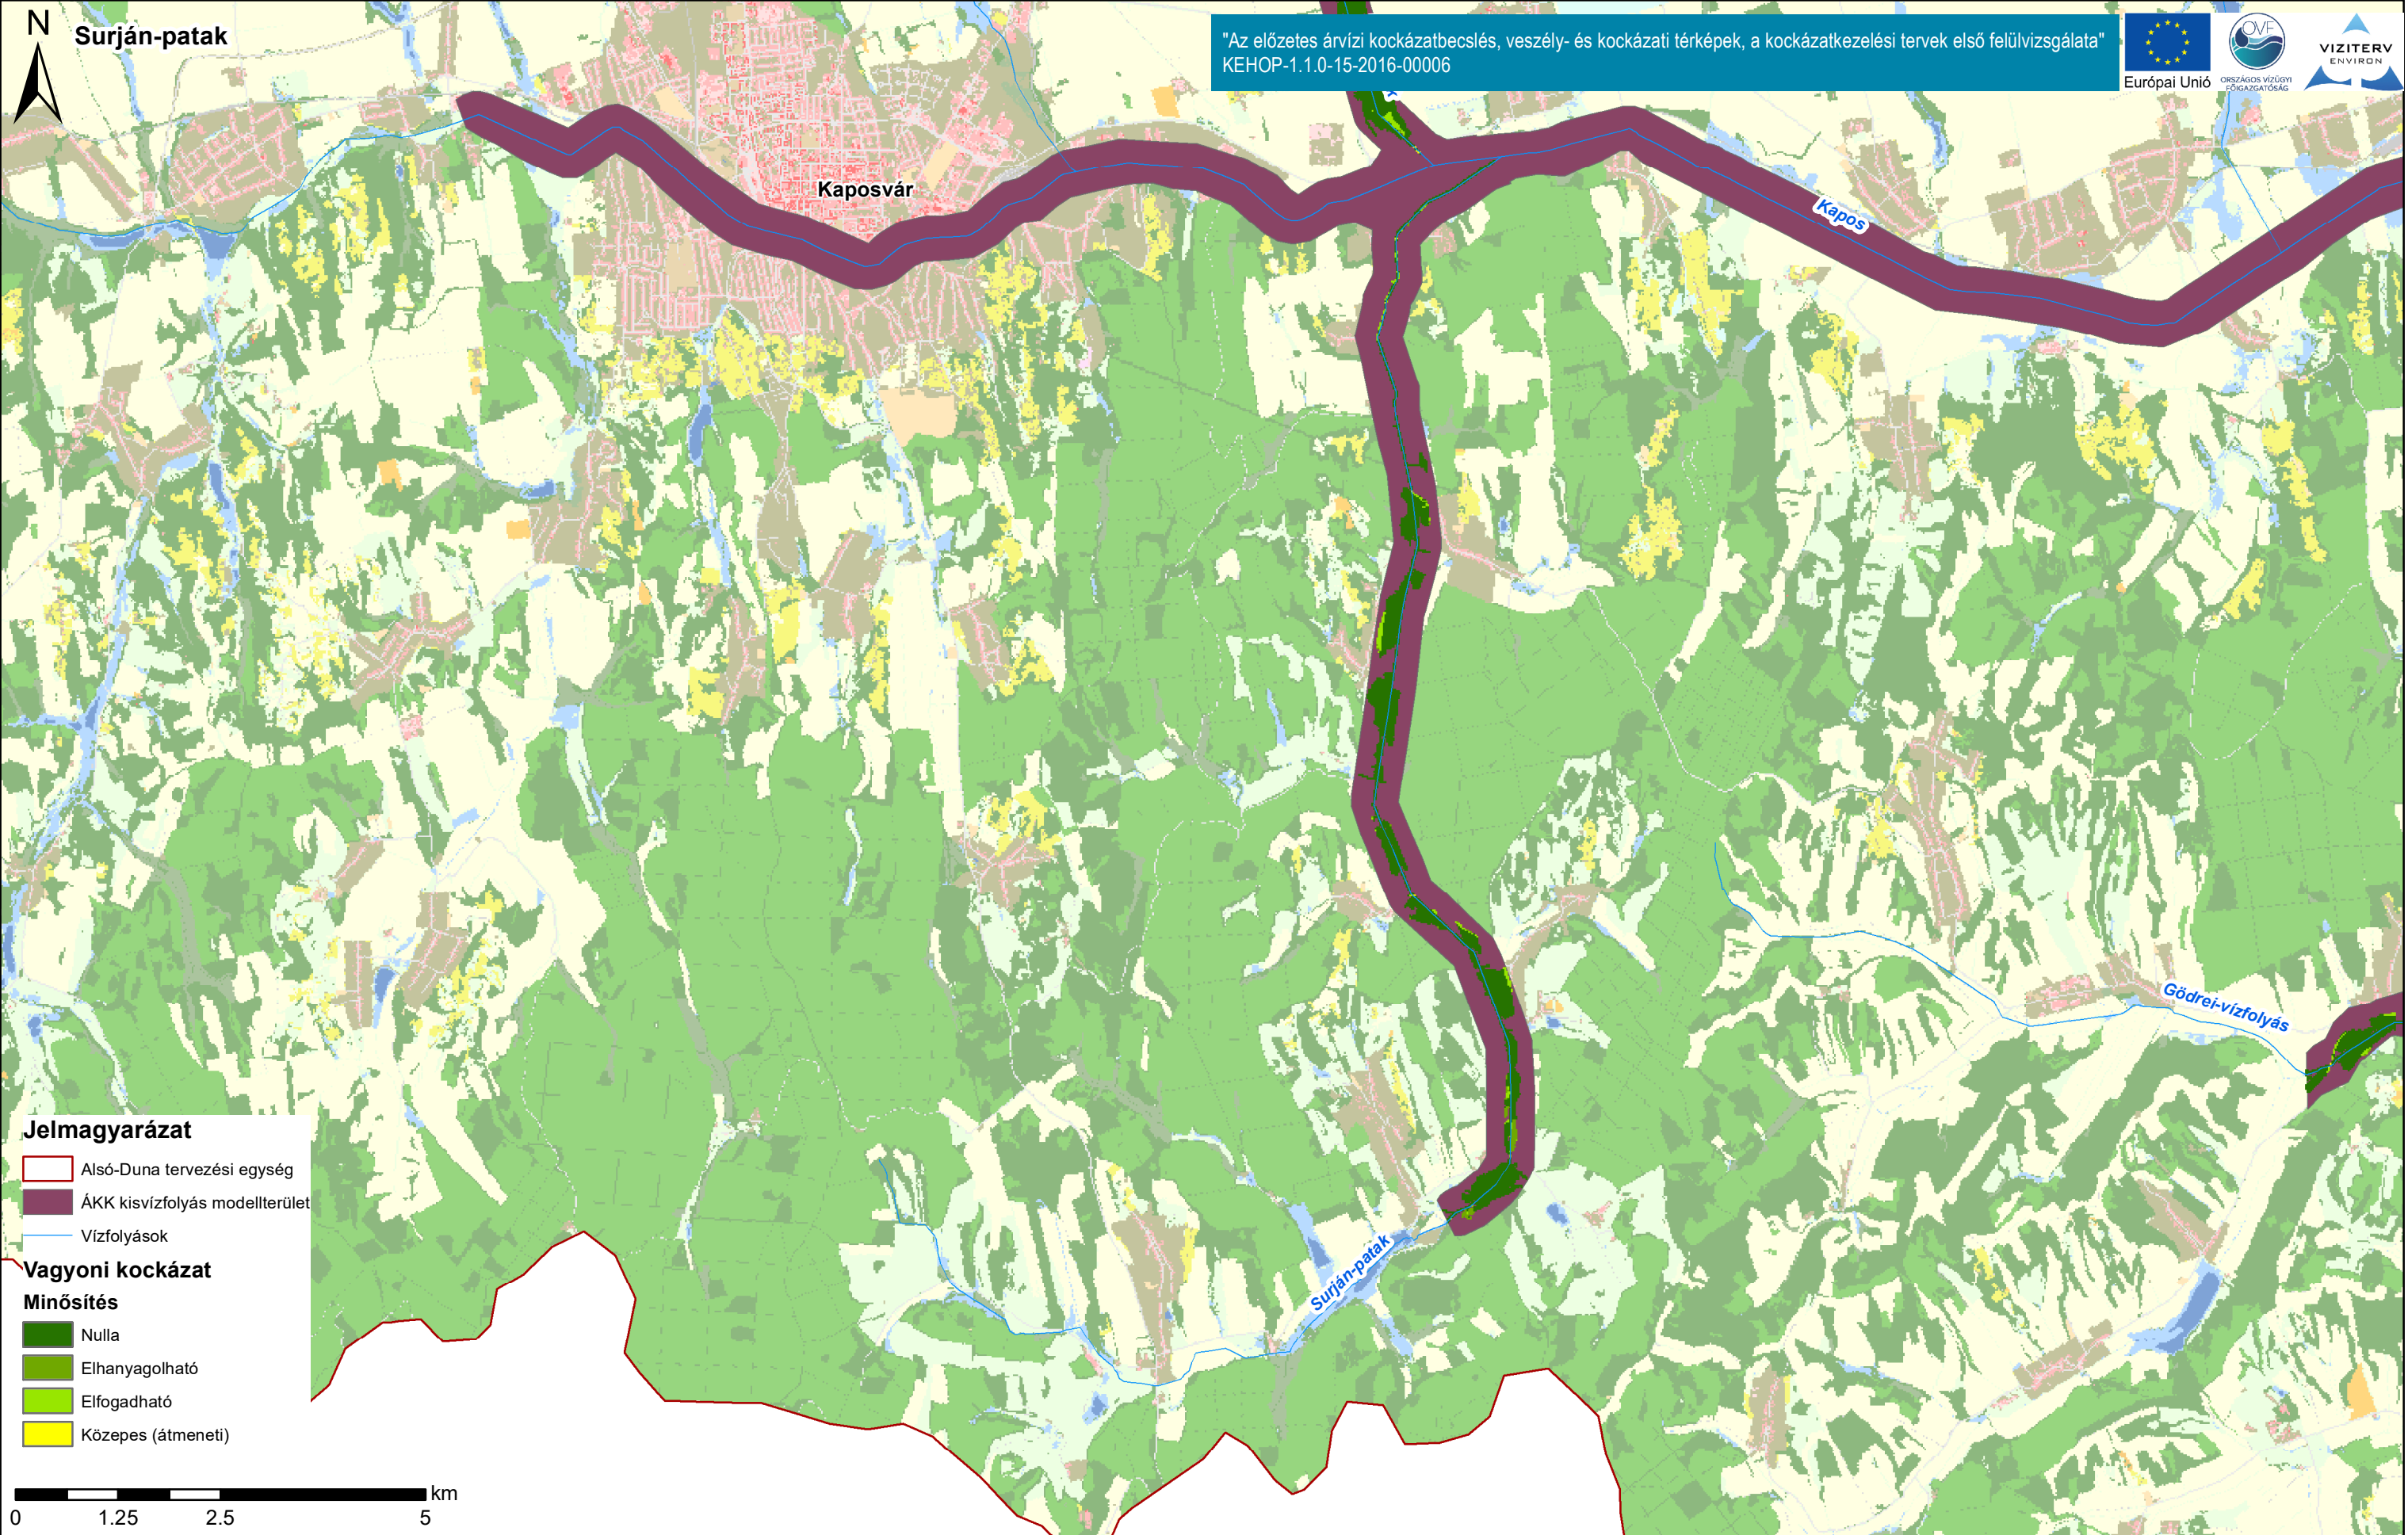 N
Surján-patak
"Az előzetes árvízi kockázatbecslés, veszély- és kockázati térképek, a kockázatkezelési tervek első felülvizsgálata"
KEHOP-1.1.0-15-2016-00006
Európai Unió
OVF
ORSZÁGOS VÍZÜGYI
FŐIGAZGATÓSÁG
VIZITERV
ENVIRON
Kaposvár
Kapos
Gödrei-vízfolyás
Surján-patak
Jelmagyarázat
Alsó-Duna tervezési egység
ÁKK kisvízfolyás modellterület
Vízfolyások
Vagyoni kockázat
Minősítés
Nulla
Elhanyagolható
Elfogadható
Közepes (átmeneti)
km
0 1.25 2.5 5